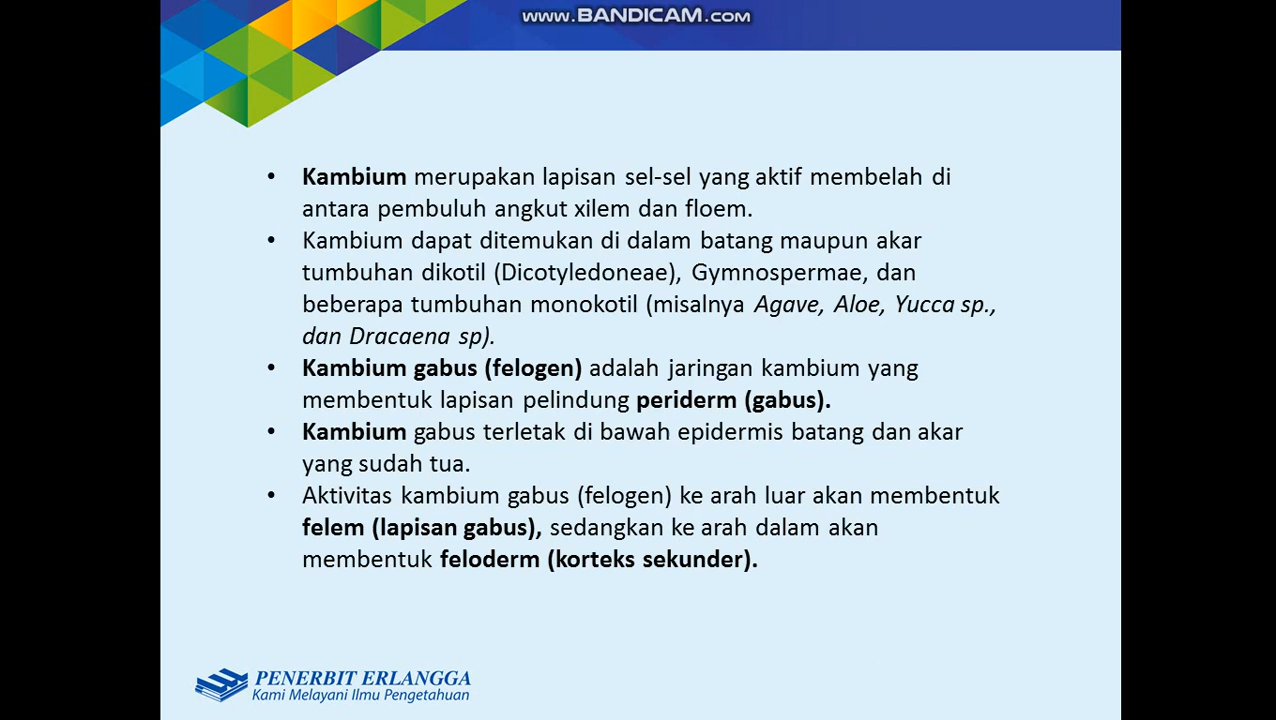 www.BANDICAM.com
• Kambium merupakan lapisan sel-sel yang aktif membelah di
antara pembuluh angkut xilem dan floem.
• Kambium dapat ditemukan di dalam batang maupun akar
tumbuhan dikotil (Dicotyledoneae), Gymnospermae, dan
beberapa tumbuhan monokotil (misalnya Agave, Aloe, Yucca sp.,
dan Dracaena sp).
• Kambium gabus (felogen) adalah jaringan kambium yang
membentuk lapisan pelindung periderm (gabus).
• Kambium gabus terletak di bawah epidermis batang dan akar
yang sudah tua.
• Aktivitas kambium gabus (felogen) ke arah luar akan membentuk
felem (lapisan gabus), sedangkan ke arah dalam akan
membentuk feloderm (korteks sekunder).
PENERBIT ERLANGGA
Kami Melayani Ilmu Pengetahuan